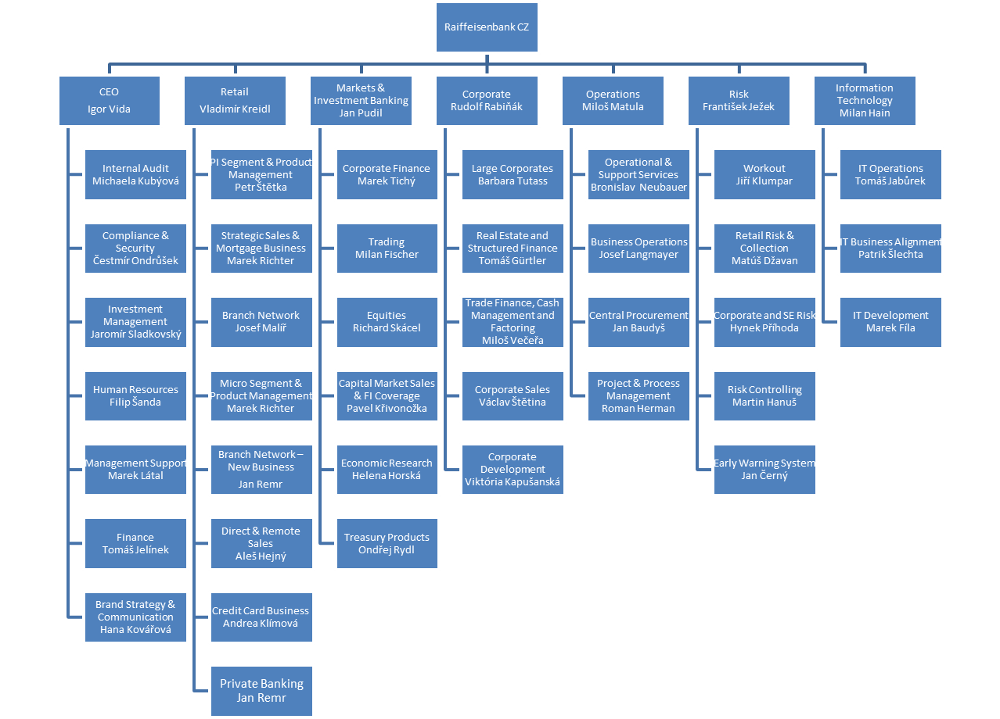 Raiffeisenbank CZ
CEO
Igor Vida
Retail
Vladimír Kreidl
Markets &
Investment Banking
Jan Pudil
Corporate
Rudolf Rabiňák
Operations
Miloš Matula
Risk
František Ježek
Information
Technology
Milan Hain
Internal Audit
Michaela Kubýová
Compliance &
Security
Čestmír Ondrůšek
Investment
Management
Jaromír Sladkovský
Human Resources
Filip Šanda
Management Support
Marek Látal
Finance
Tomáš Jelínek
Brand Strategy &
Communication
Hana Kovářová
PI Segment & Product
Management
Petr Štětka
Strategic Sales &
Mortgage Business
Marek Richter
Branch Network
Josef Malíř
Micro Segment &
Product Management
Marek Richter
Branch Network –
New Business
Jan Remr
Direct & Remote
Sales
Aleš Hejný
Credit Card Business
Andrea Klímová
Private Banking
Jan Remr
Corporate Finance
Marek Tichý
Trading
Milan Fischer
Equities
Richard Skácel
Capital Market Sales
& FI Coverage
Pavel Křivonožka
Economic Research
Helena Horská
Treasury Products
Ondřej Rydl
Large Corporates
Barbara Tutass
Real Estate and
Structured Finance
Tomáš Gürtler
Trade Finance, Cash
Management and
Factoring
Miloš Večeřa
Corporate Sales
Václav Štětina
Corporate
Development
Viktória Kapušanská
Operational &
Support Services
Bronislav Neubauer
Business Operations
Josef Langmayer
Central Procurement
Jan Baudyš
Project & Process
Management
Roman Herman
Workout
Jiří Klumpar
Retail Risk &
Collection
Matúš Džavan
Corporate and SE Risk
Hynek Příhoda
Risk Controlling
Martin Hanuš
Early Warning System
Jan Černý
IT Operations
Tomáš Jabůrek
IT Business Alignment
Patrik Šlechta
IT Development
Marek Fíla